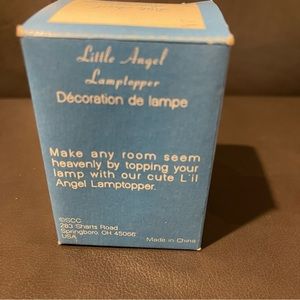 Little Angel
Lamptopper
Décoration de lampe
Make any room seem
heavenly by topping your
lamp with our cute L'il
Angel Lamptopper.
©SCC
283 Sharts Road
Springboro, OH 45066
USA
Made in China